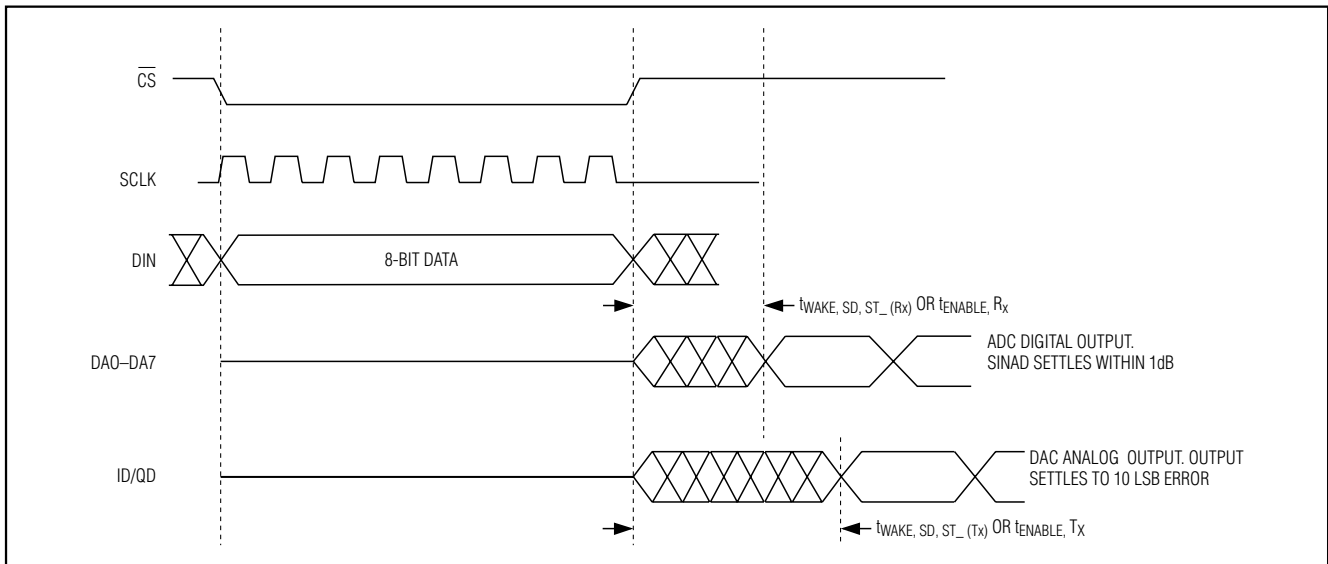 CS
SCLK
DIN
8-BIT DATA
tWAKE, SD, ST_ (Rx) OR tENABLE, RX
DAO–DA7
ADC DIGITAL OUTPUT.
SINAD SETTLES WITHIN 1dB
ID/QD
DAC ANALOG OUTPUT. OUTPUT
SETTLES TO 10 LSB ERROR
tWAKE, SD, ST_ (Tx) OR tENABLE, TX